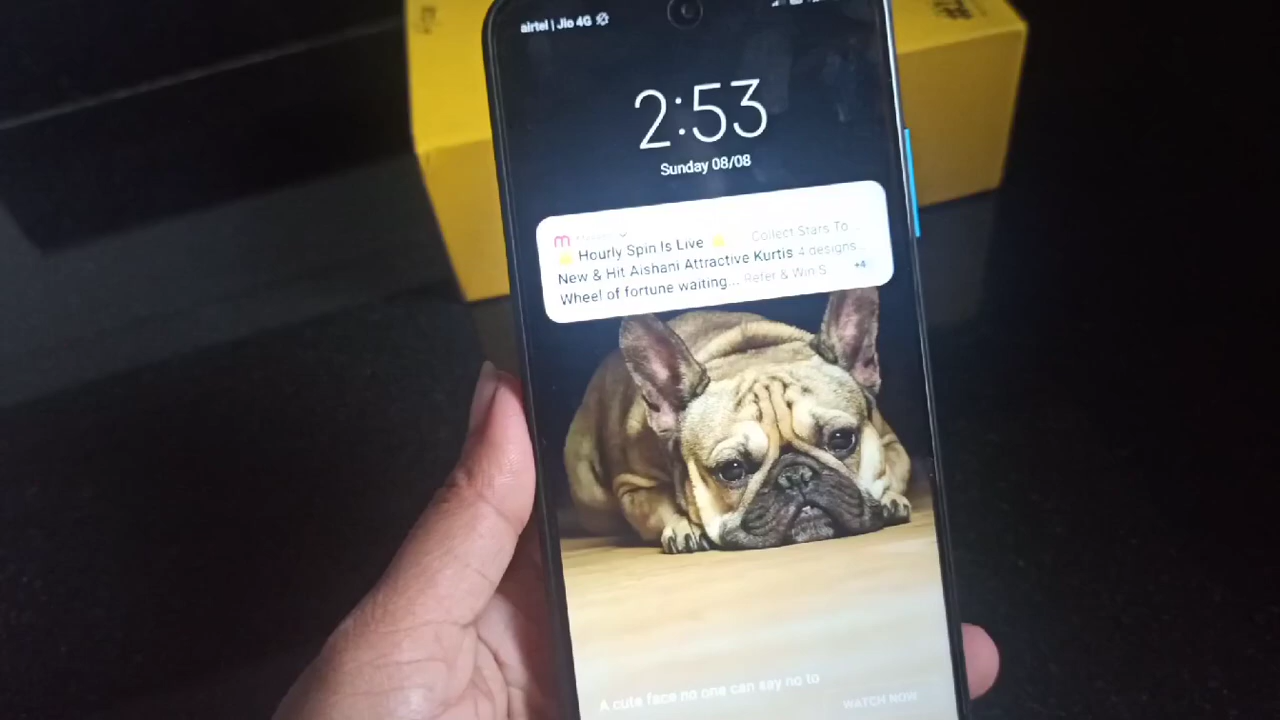 airtel | Jio 4G
2:53
Sunday 08/08
m
Hourly Spin Is Live Collect Stars To ...
New & Hit Aishani Attractive Kurtis 4 designs...
Wheel of fortune waiting... Refer & Win S
+4
A cute face no one can say no to
WATCH NOW